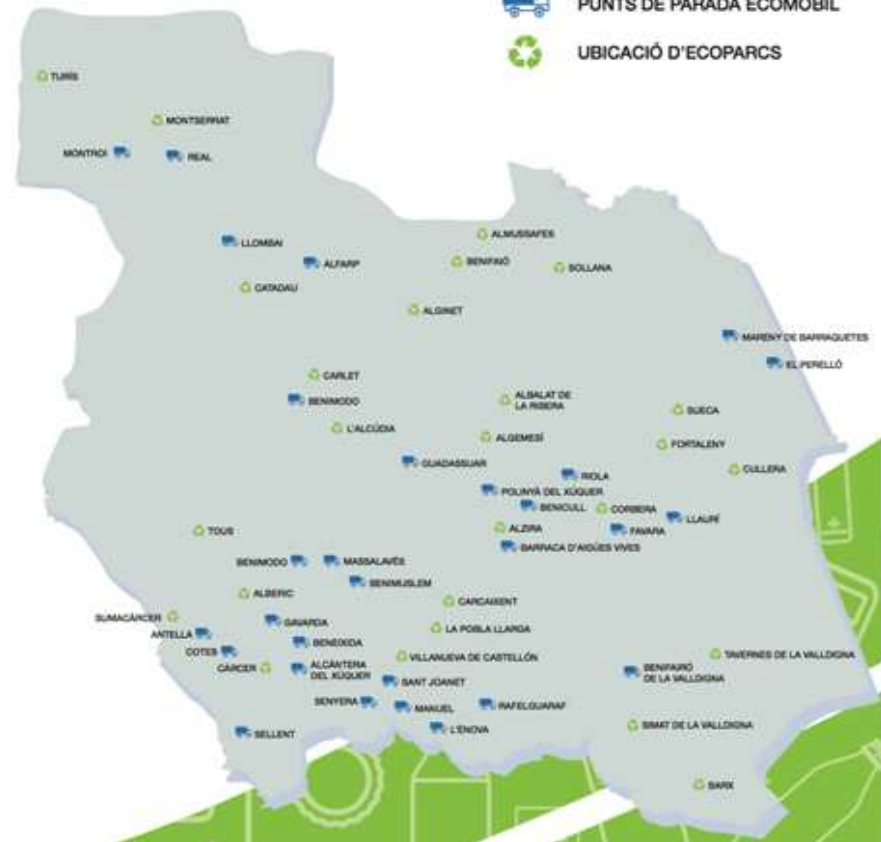 PUNTS DE PARADA ECOMÒBIL
UBICACIÓ D'ECOPARCS
TURÍS
MONTSERRAT
MONTROI
REAL
LLOMBAI
ALFARP
CATADAU
ALMUSSAFES
BENIFAIÓ
SOLLANA
ALGINET
MARENY DE BARRAQUETES
EL PERELLÓ
CARLET
BENIMODO
L'ALCÚDIA
ALBALAT DE
LA RIBERA
SUECA
ALGEMESÍ
FORTALENY
GUADASSUAR
CULLERA
RIOLA
POLINYÀ DEL XÚQUER
BENICULL
CORBERA
LLAURÍ
FAVARA
ALZIRA
BARRACA D'AIGÜES VIVES
TOUS
BENIMODO
MASSALAVÉS
BENIMUSLEM
ALBERIC
CARCAIXENT
SUMACÀRCER
GAVARDA
LA POBLA LLARGA
ANTELLA
BENEIXIDA
COTES
CÀRCER
ALCÀNTERA
DEL XÚQUER
VILLANUEVA DE CASTELLÓN
TAVERNES DE LA VALLDIGNA
BENIFAIRÓ
DE LA VALLDIGNA
SANT JOANET
SENYERA
MANUEL
RAFELGUARAF
L'ENOVA
SELLENT
SIMAT DE LA VALLDIGNA
BARX